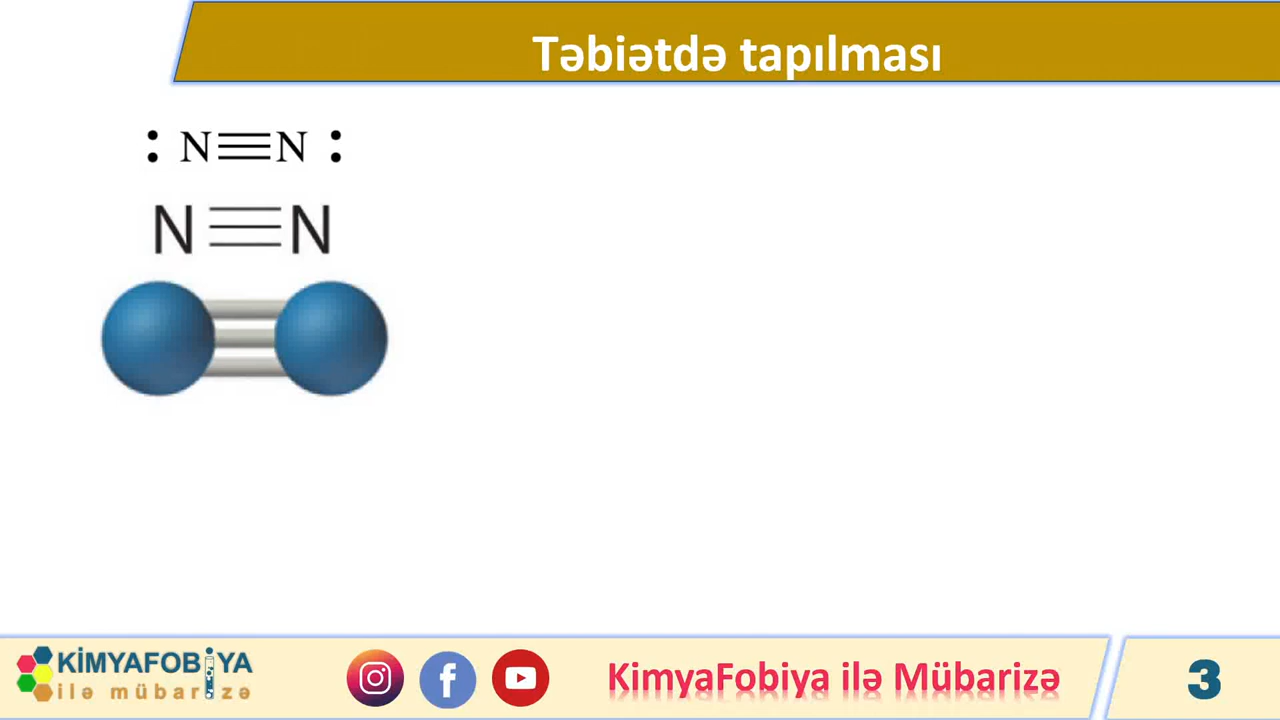 Təbiətdə tapılması
: N≡N :
N≡N
KİMYAFOBİYA
ilə mübarizə
KimyaFobiya ilə Mübarizə
3